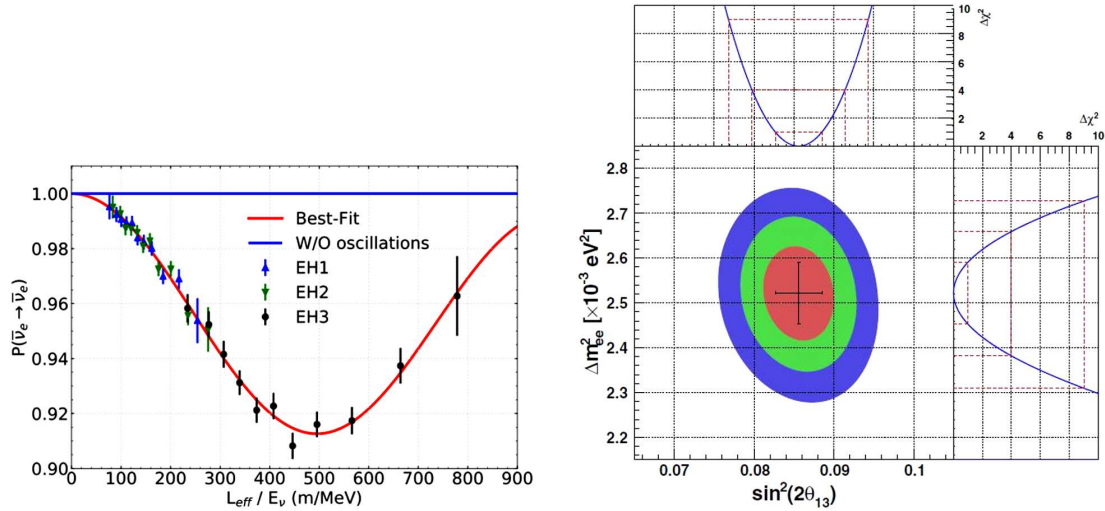 1.00
0.98
0.96
0.94
0.92
0.90
P(ν̅e → ν̅e)
Best-Fit
W/O oscillations
EH1
EH2
EH3
0 100 200 300 400 500 600 700 800 900
Leff / Eν (m/MeV)
10
8
6
4
2
Δχ²
Δχ²
2 4 6 8 10
2.8
2.7
2.6
2.5
2.4
2.3
2.2
Δm²ee [×10⁻³ eV²]
0.07 0.08 0.09 0.1
sin²(2θ₁₃)